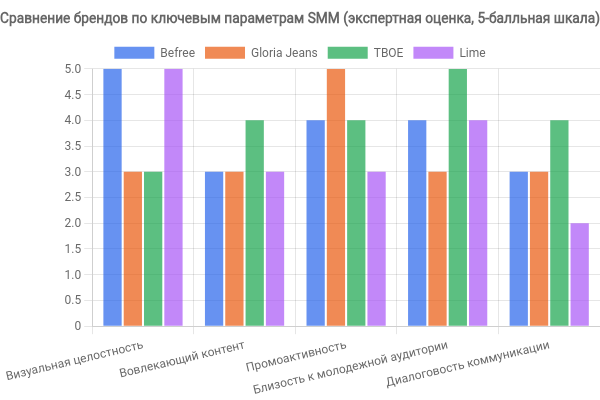 Сравнение брендов по ключевым параметрам SMM (экспертная оценка, 5-балльная шкала)
Befree Gloria Jeans ТВОЕ Lime
5.0
4.5
4.0
3.5
3.0
2.5
2.0
1.5
1.0
0.5
0
Визуальная целостность
Вовлекающий контент
Промоактивность
Близость к молодежной аудитории
Диалоговость коммуникации